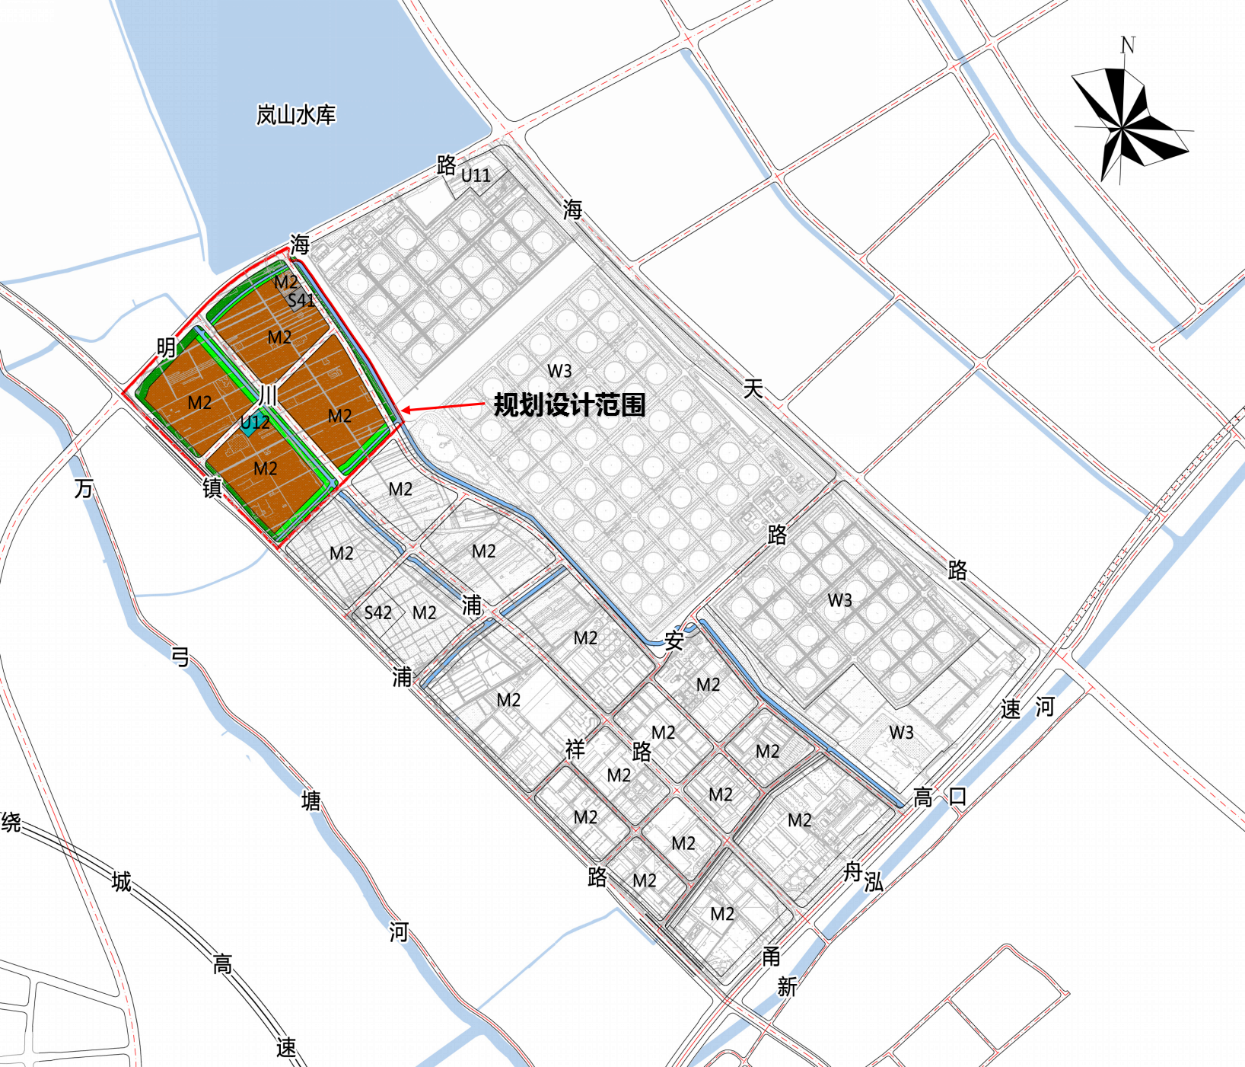 N
岚山水库
路
U11
海
海
M2
S41
M2
明
W3
天
川
M2
规划设计范围
M2
U12
M2
万
镇
M2
路
M2
M2
路
W3
浦
S42
M2
安
M2
弓
浦
M2
M2
速
河
M2
W3
祥
路
M2
M2
M2
高
口
塘
M2
M2
绕
M2
舟
泓
路
M2
城
M2
河
甬
高
新
速